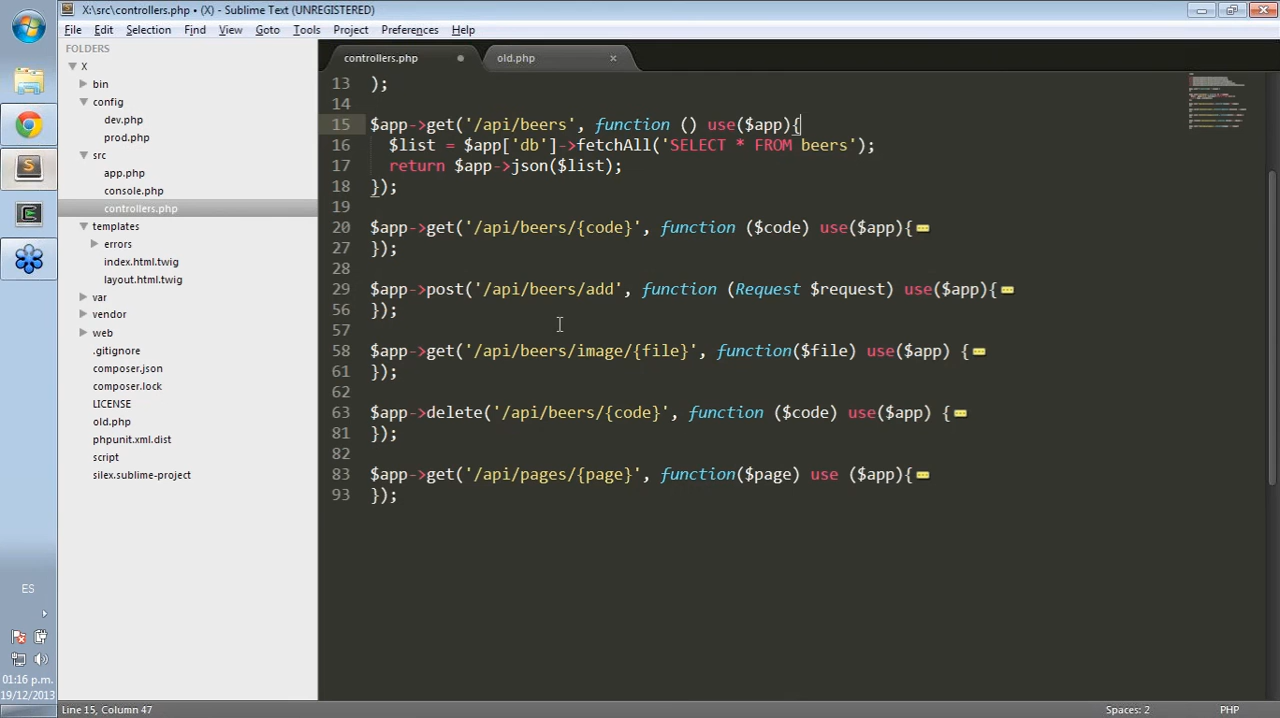 X:\src\controllers.php • (X) - Sublime Text (UNREGISTERED)
File Edit Selection Find View Goto Tools Project Preferences Help
FOLDERS
X
bin
config
dev.php
prod.php
src
app.php
console.php
controllers.php
templates
errors
index.html.twig
layout.html.twig
var
vendor
web
.gitignore
composer.json
composer.lock
LICENSE
old.php
phpunit.xml.dist
script
silex.sublime-project
controllers.php old.php
13 );
14
15 $app->get('/api/beers', function () use($app){
16 $list = $app['db']->fetchAll('SELECT * FROM beers');
17 return $app->json($list);
18 });
19
20 $app->get('/api/beers/{code}', function ($code) use($app){
27 });
28
29 $app->post('/api/beers/add', function (Request $request) use($app){
56 });
57
58 $app->get('/api/beers/image/{file}', function($file) use($app) {
61 });
62
63 $app->delete('/api/beers/{code}', function ($code) use($app) {
81 });
82
83 $app->get('/api/pages/{page}', function($page) use ($app){
93 });
ES
01:16 p.m.
19/12/2013
Line 15, Column 47 Spaces: 2 PHP